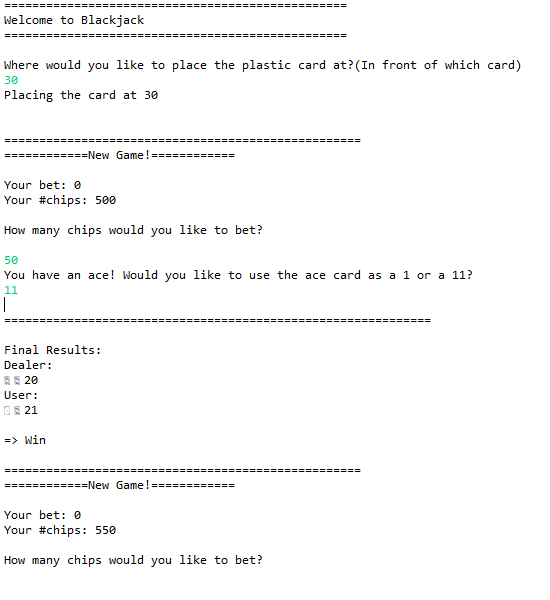 =================================================
Welcome to Blackjack
=================================================
Where would you like to place the plastic card at?(In front of which card)
30
Placing the card at 30
===================================================
============New Game!============
Your bet: 0
Your #chips: 500
How many chips would you like to bet?
50
You have an ace! Would you like to use the ace card as a 1 or a 11?
11
=============================================================
Final Results:
Dealer:
20
User:
21
=> Win
===================================================
============New Game!============
Your bet: 0
Your #chips: 550
How many chips would you like to bet?